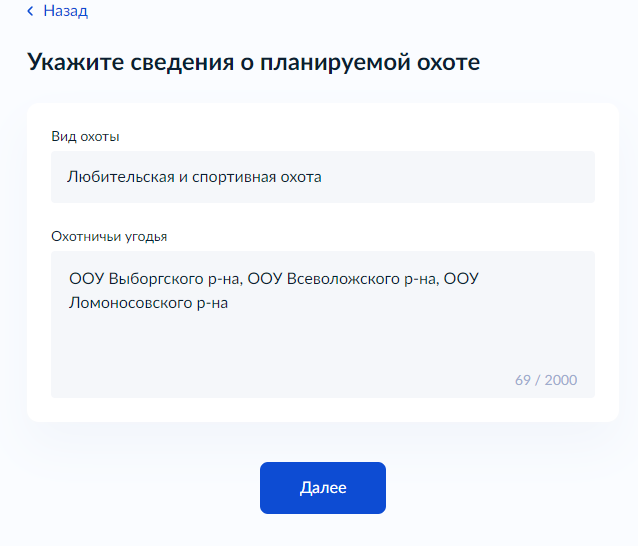 Назад
Укажите сведения о планируемой охоте
Вид охоты
Любительская и спортивная охота
Охотничьи угодья
ООУ Выборгского р-на, ООУ Всеволожского р-на, ООУ
Ломоносовского р-на
69 / 2000
Далее